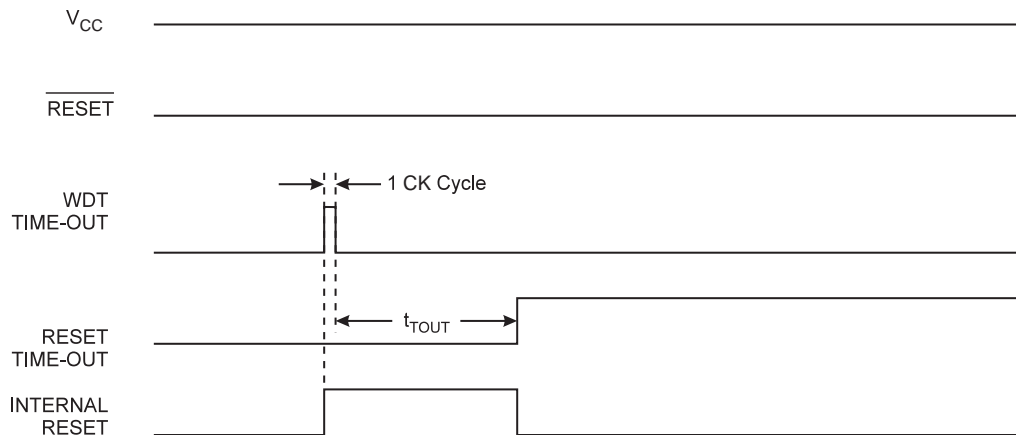 VCC
RESET
1 CK Cycle
WDT
TIME-OUT
tTOUT
RESET
TIME-OUT
INTERNAL
RESET